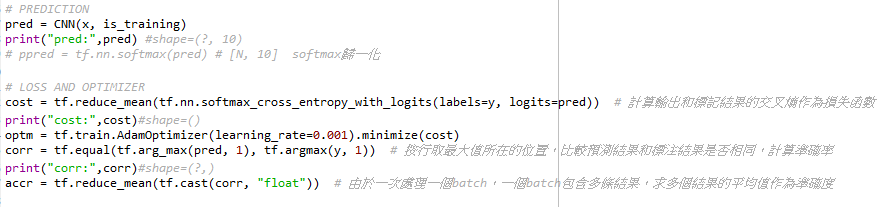 # PREDICTION
pred = CNN(x, is_training)
print("pred:",pred) #shape=(?, 10)
# ppred = tf.nn.softmax(pred) # [N, 10]  softmax歸一化
# LOSS AND OPTIMIZER
cost = tf.reduce_mean(tf.nn.softmax_cross_entropy_with_logits(labels=y, logits=pred))  # 計算輸出和標記結果的交叉熵作為損失函數
print("cost:",cost)#shape=()
optm = tf.train.AdamOptimizer(learning_rate=0.001).minimize(cost)
corr = tf.equal(tf.arg_max(pred, 1), tf.argmax(y, 1))  # 按行取最大值所在的位置，比較預測結果和標注結果是否相同，計算準確率
print("corr:",corr)#shape=(?,)
accr = tf.reduce_mean(tf.cast(corr, "float"))  # 由於一次處理一個batch，一個batch包含多條結果，求多個結果的平均值作為準確度